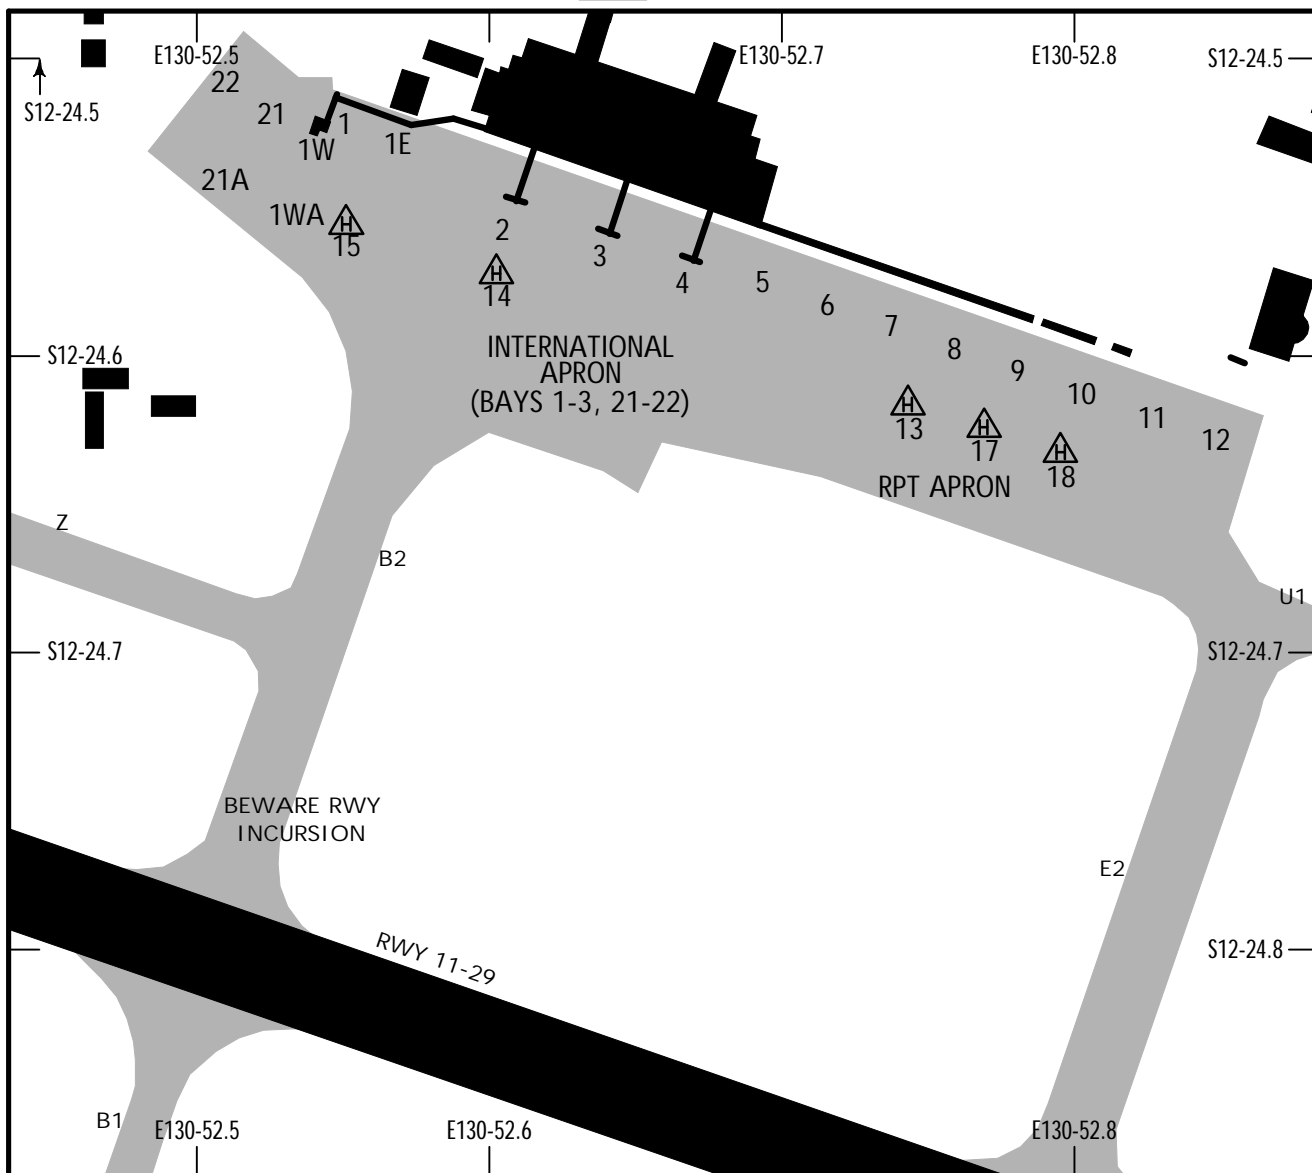 E130-52.5
E130-52.7
E130-52.8
S12-24.5
S12-24.5
22
21
1
1W
1E
21A
1WA
H
15
2
3
4
5
6
7
8
9
10
11
12
H
14
INTERNATIONAL
APRON
(BAYS 1-3, 21-22)
S12-24.6
H
13
H
17
H
18
RPT APRON
Z
B2
U1
S12-24.7
S12-24.7
BEWARE RWY
INCURSION
E2
RWY 11-29
S12-24.8
B1
E130-52.5
E130-52.6
E130-52.8